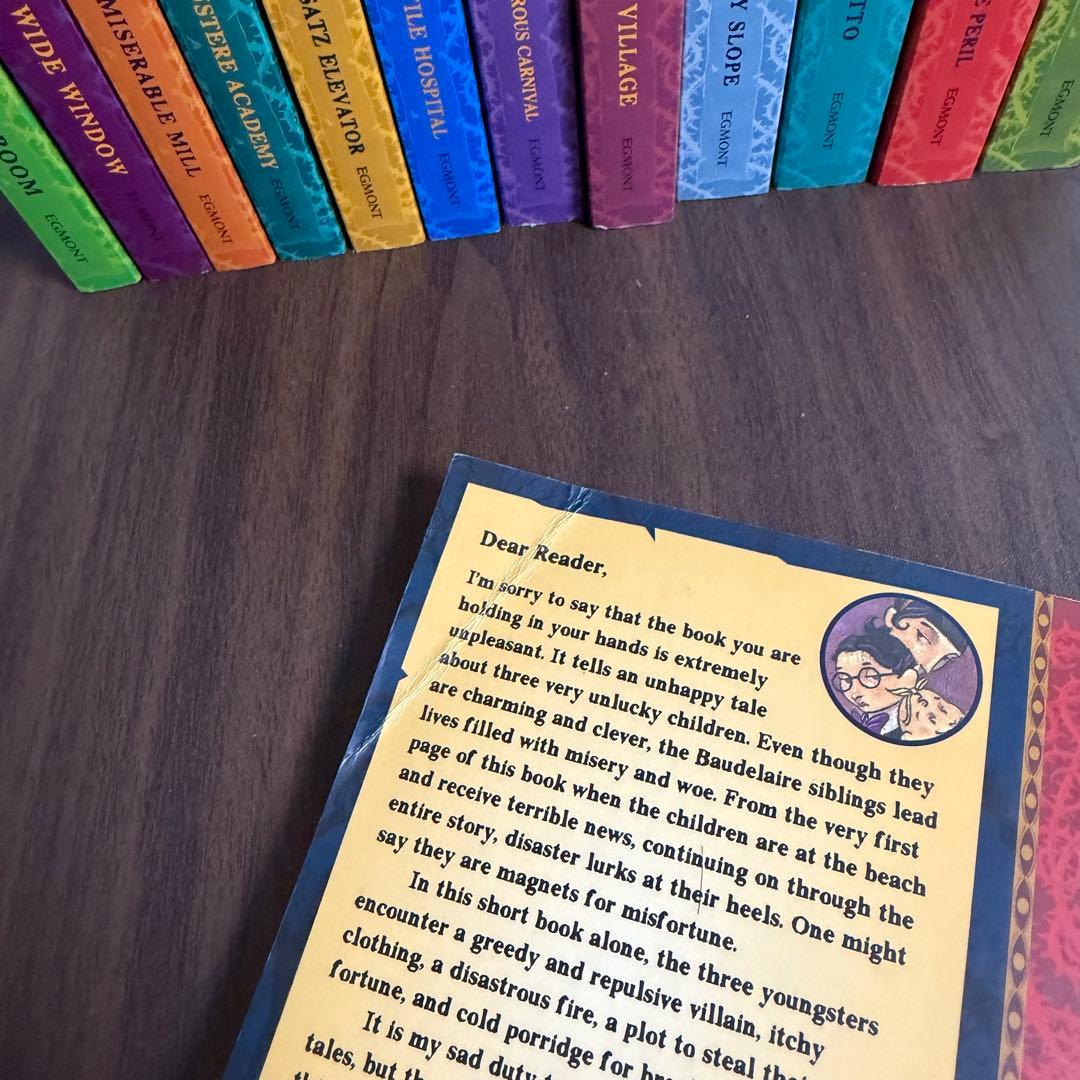 ROOM EGMONT
WIDE WINDOW EGMONT
MISERABLE MILL EGMONT
STERE ACADEMY EGMONT
SATZ ELEVATOR EGMONT
TILE HOSPITAL EGMONT
ROUS CARNIVAL EGMONT
VILLAGE EGMONT
Y SLOPE EGMONT
TTO EGMONT
E PERIL EGMONT
EGMONT
Dear Reader,
I'm sorry to say that the book you are
holding in your hands is extremely
unpleasant. It tells an unhappy tale
about three very unlucky children. Even though they
are charming and clever, the Baudelaire siblings lead
lives filled with misery and woe. From the very first
page of this book when the children are at the beach
and receive terrible news, continuing on through the
entire story, disaster lurks at their heels. One might
say they are magnets for misfortune.
In this short book alone, the three youngsters
encounter a greedy and repulsive villain, itchy
clothing, a disastrous fire, a plot to steal their
fortune, and cold porridge for
It is my sad duty
tales, but